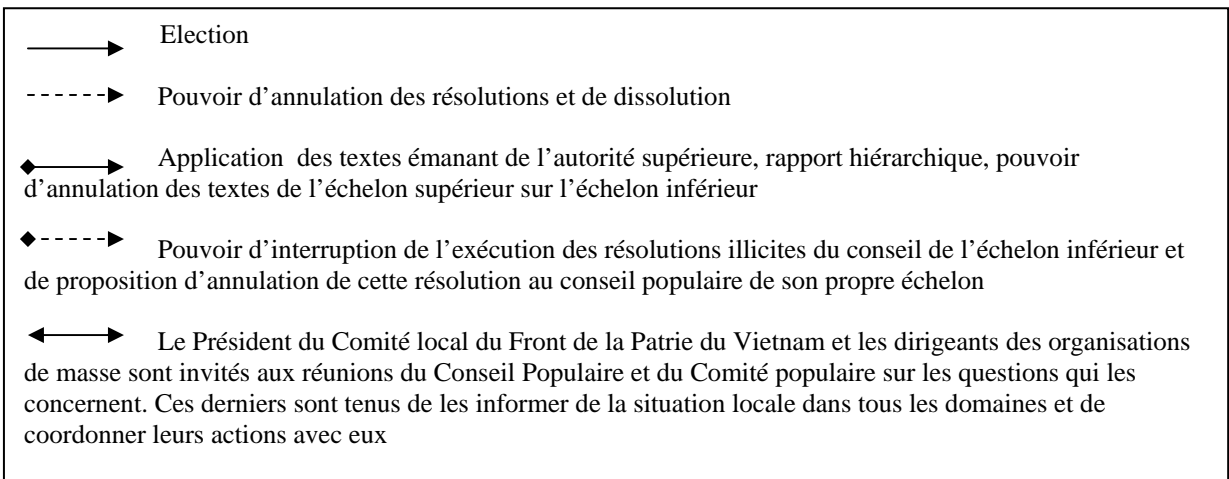 Election
Pouvoir d’annulation des résolutions et de dissolution
Application des textes émanant de l’autorité supérieure, rapport hiérarchique, pouvoir
d’annulation des textes de l’échelon supérieur sur l’échelon inférieur
Pouvoir d’interruption de l’exécution des résolutions illicites du conseil de l’échelon inférieur et
de proposition d’annulation de cette résolution au conseil populaire de son propre échelon
Le Président du Comité local du Front de la Patrie du Vietnam et les dirigeants des organisations
de masse sont invités aux réunions du Conseil Populaire et du Comité populaire sur les questions qui les
concernent. Ces derniers sont tenus de les informer de la situation locale dans tous les domaines et de
coordonner leurs actions avec eux